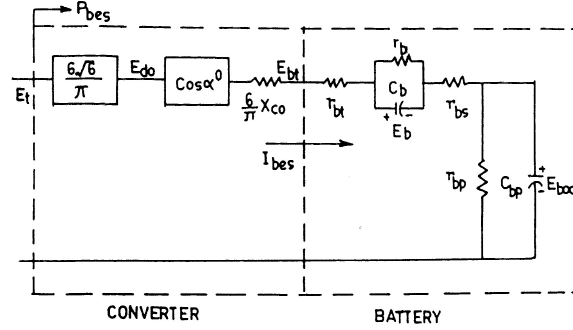 P_bes
E_t
6√6
π
E_do
Cosα°
E_bt
6/π X_co
I_bes
r_bt
r_b
C_b
+ -
E_b
r_bs
r_bp
C_bp
+
-
E_boc
CONVERTER
BATTERY